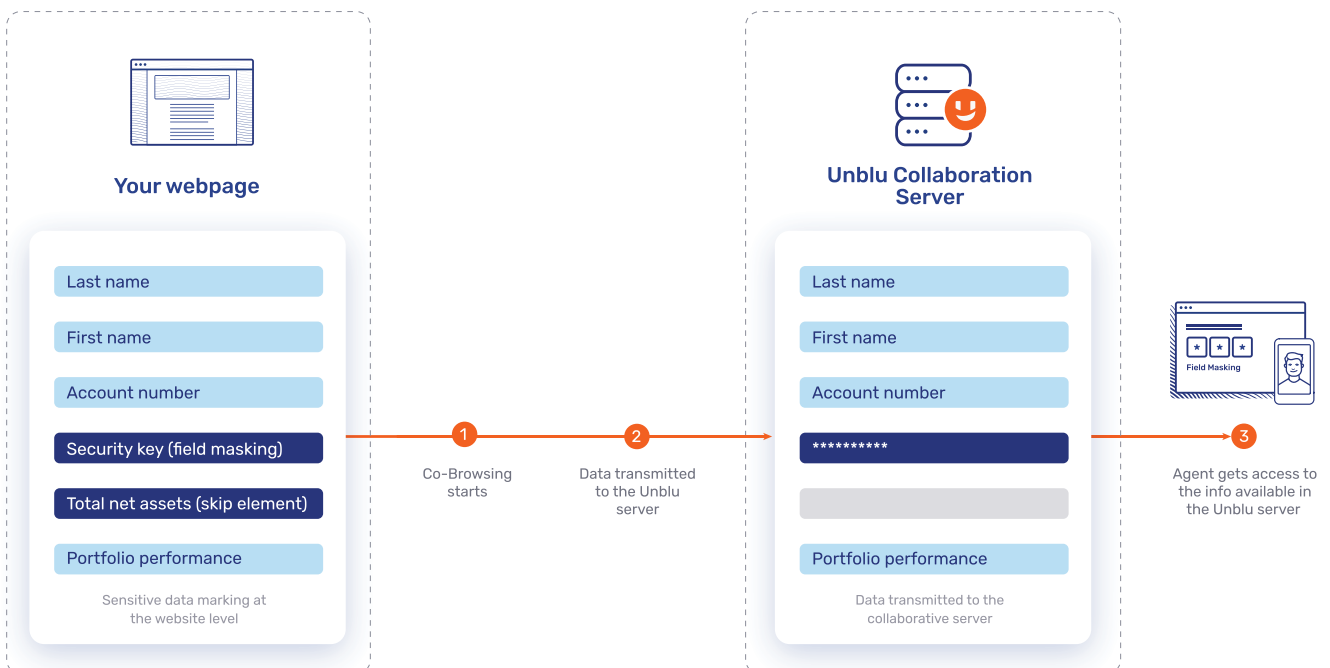 Your webpage
Last name
First name
Account number
Security key (field masking)
Total net assets (skip element)
Portfolio performance
Sensitive data marking at
the website level
1
Co-Browsing
starts
2
Data transmitted
to the Unblu
server
Unblu Collaboration
Server
Last name
First name
Account number
**********
Portfolio performance
Data transmitted to the
collaborative server
* * *
Field Masking
3
Agent gets access to
the info available in
the Unblu server